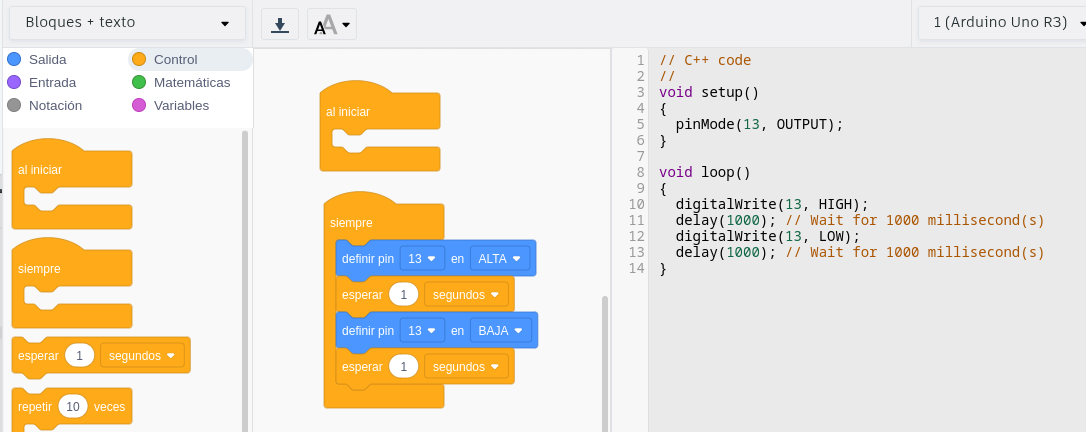 Bloques + texto
1 (Arduino Uno R3)
Salida
Control
Entrada
Matemáticas
Notación
Variables
al iniciar
siempre
esperar 1 segundos
repetir 10 veces
al iniciar
siempre
definir pin 13 en ALTA
esperar 1 segundos
definir pin 13 en BAJA
esperar 1 segundos
1 // C++ code
2 //
3 void setup()
4 {
5 pinMode(13, OUTPUT);
6 }
7
8 void loop()
9 {
10 digitalWrite(13, HIGH);
11 delay(1000); // Wait for 1000 millisecond(s)
12 digitalWrite(13, LOW);
13 delay(1000); // Wait for 1000 millisecond(s)
14 }